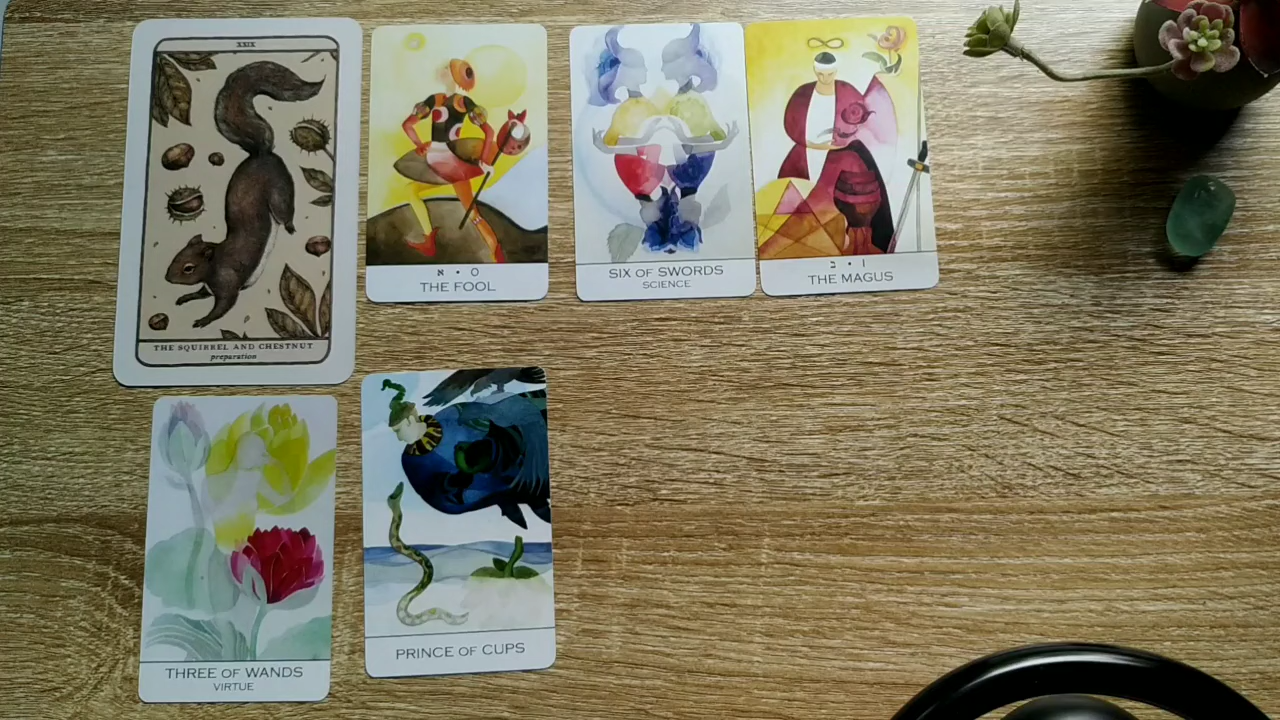 XXIX
THE SQUIRREL AND CHESTNUT
preparation
א • ○
THE FOOL
SIX OF SWORDS
SCIENCE
ב • I
THE MAGUS
THREE OF WANDS
VIRTUE
PRINCE OF CUPS